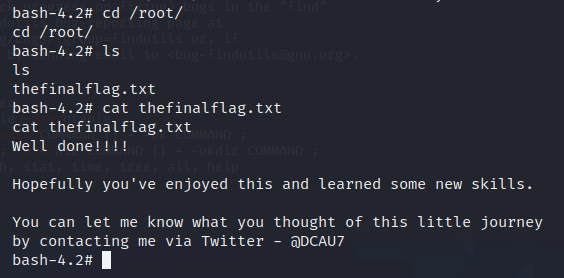 bash-4.2# cd /root/
cd /root/
bash-4.2# ls
ls
thefinalflag.txt
bash-4.2# cat thefinalflag.txt
cat thefinalflag.txt
Well done!!!!
Hopefully you've enjoyed this and learned some new skills.
You can let me know what you thought of this little journey
by contacting me via Twitter - @DCAU7
bash-4.2#